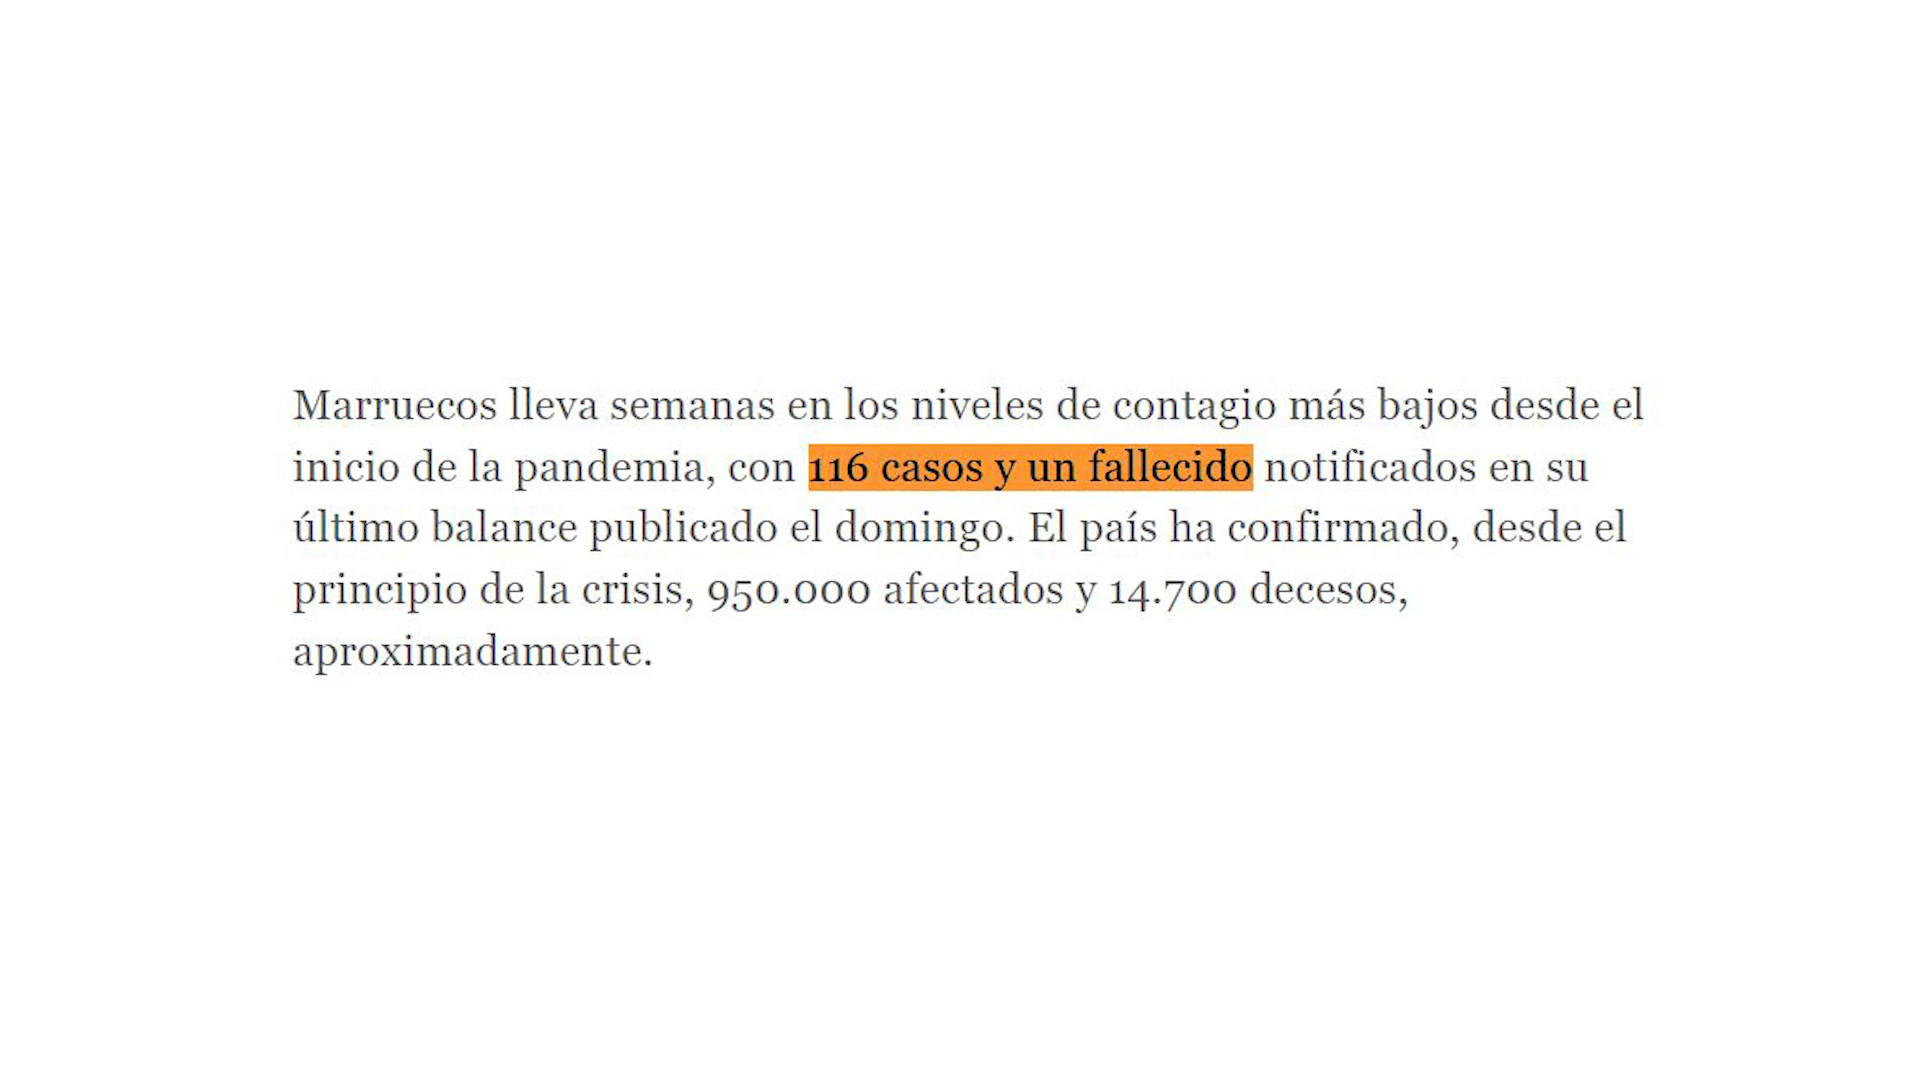 Marruecos lleva semanas en los niveles de contagio más bajos desde el
inicio de la pandemia, con 116 casos y un fallecido notificados en su
último balance publicado el domingo. El país ha confirmado, desde el
principio de la crisis, 950.000 afectados y 14.700 decesos,
aproximadamente.